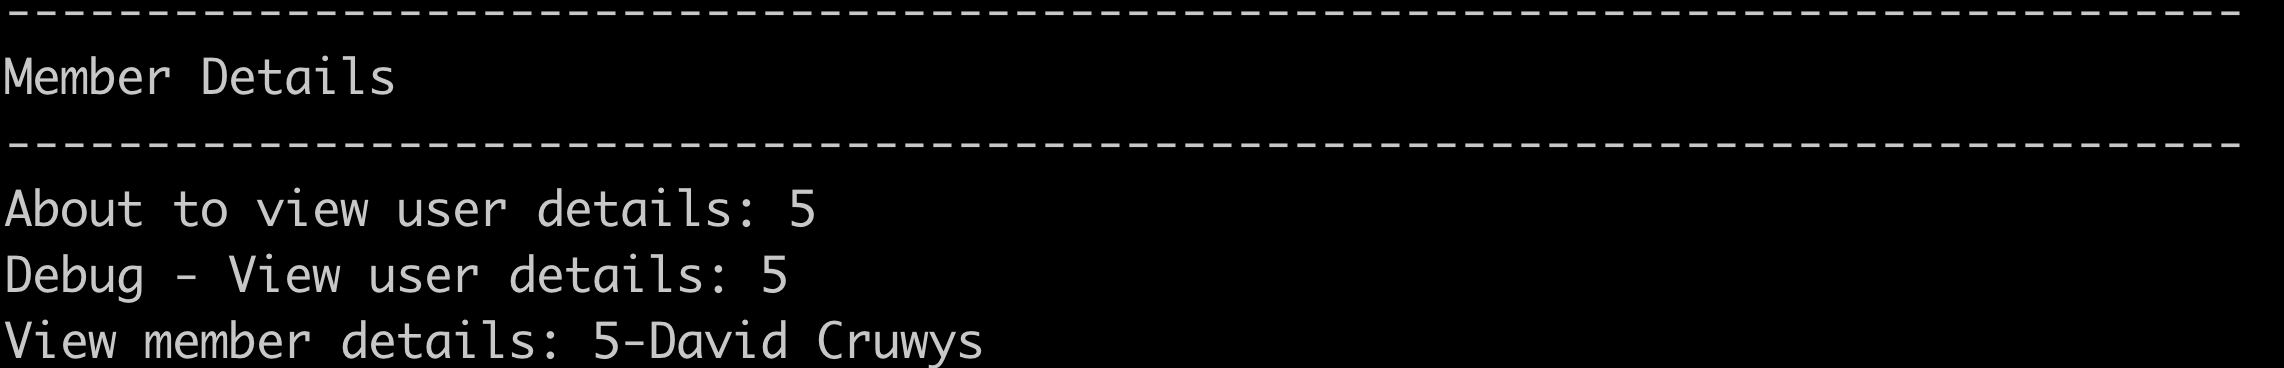 --------------------------------------------------------------------------------
Member Details
--------------------------------------------------------------------------------
About to view user details: 5
Debug - View user details: 5
View member details: 5-David Cruwys